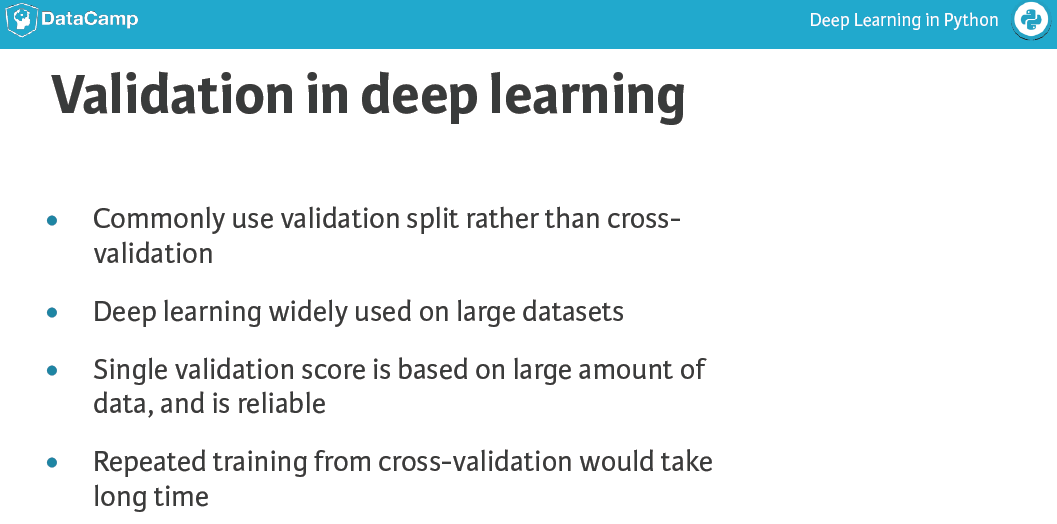 DataCamp
Deep Learning in Python
Validation in deep learning
Commonly use validation split rather than cross-
validation
Deep learning widely used on large datasets
Single validation score is based on large amount of
data, and is reliable
Repeated training from cross-validation would take
long time